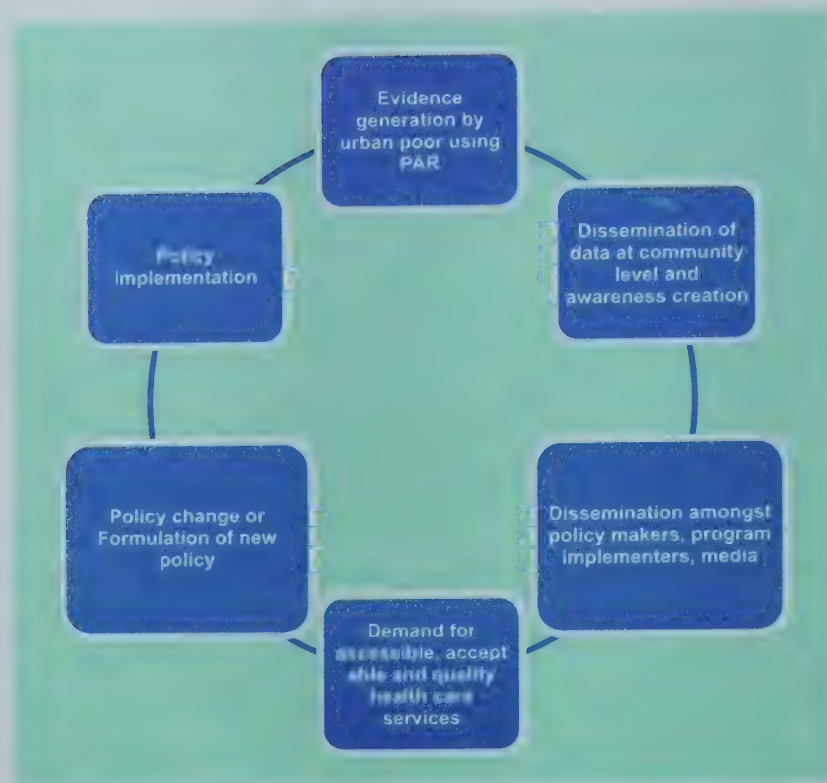 Evidence
generation by
urban poor using
PAR
Dissemination of
data at community
level and
awareness creation
Dissemination amongst
policy makers, program
implementers, media
Demand for
accessible, accept
able and quality
health care
services
Policy change or
Formulation of new
policy
Policy
implementation